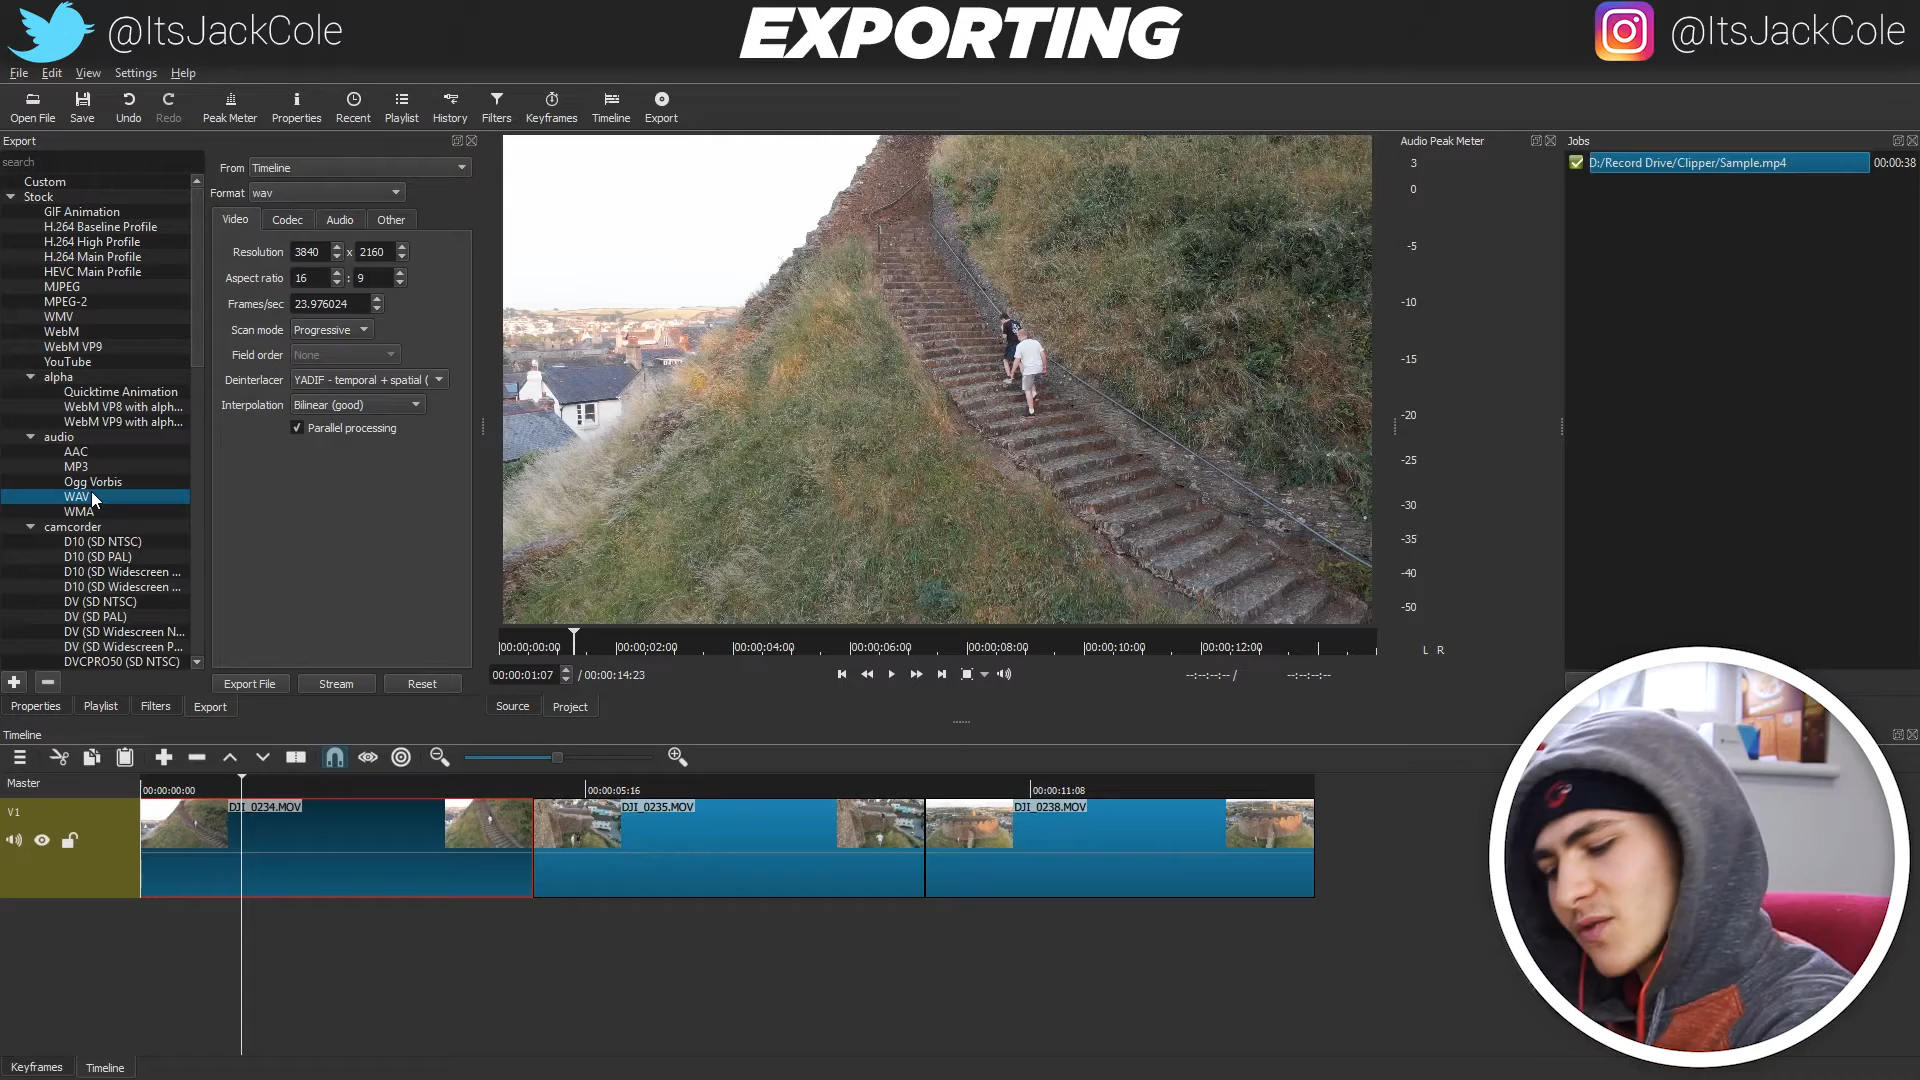 @ItsJackCole
EXPORTING
@ItsJackCole
File Edit View Settings Help
Open File Save Undo Redo Peak Meter Properties Recent Playlist History Filters Keyframes Timeline Export
Export
search
Custom
Stock
GIF Animation
H.264 Baseline Profile
H.264 High Profile
H.264 Main Profile
HEVC Main Profile
MJPEG
MPEG-2
WMV
WebM
WebM VP9
YouTube
alpha
Quicktime Animation
WebM VP8 with alph...
WebM VP9 with alph...
audio
AAC
MP3
Ogg Vorbis
WAV
WMA
camcorder
D10 (SD NTSC)
D10 (SD PAL)
D10 (SD Widescreen ...
D10 (SD Widescreen ...
DV (SD NTSC)
DV (SD PAL)
DV (SD Widescreen N...
DV (SD Widescreen P...
DVCPRO50 (SD NTSC)
From Timeline
Format wav
Video Codec Audio Other
Resolution 3840 x 2160
Aspect ratio 16 : 9
Frames/sec 23.976024
Scan mode Progressive
Field order None
Deinterlacer YADIF - temporal + spatial (
Interpolation Bilinear (good)
Parallel processing
Export File Stream Reset
Properties Playlist Filters Export
00:00:00:00 00:00:02:00 00:00:04:00 00:00:06:00 00:00:08:00 00:00:10:00 00:00:12:00
00:00:01:07 / 00:00:14:23
--:--:--:-- / --:--:--:--
Source Project
Audio Peak Meter
3
0
-5
-10
-15
-20
-25
-30
-35
-40
-50
L R
Jobs
D:/Record Drive/Clipper/Sample.mp4 00:00:38
Timeline
Master
00:00:00:00 00:00:05:16 00:00:11:08
V1
DJI_0234.MOV DJI_0235.MOV DJI_0238.MOV
Keyframes Timeline